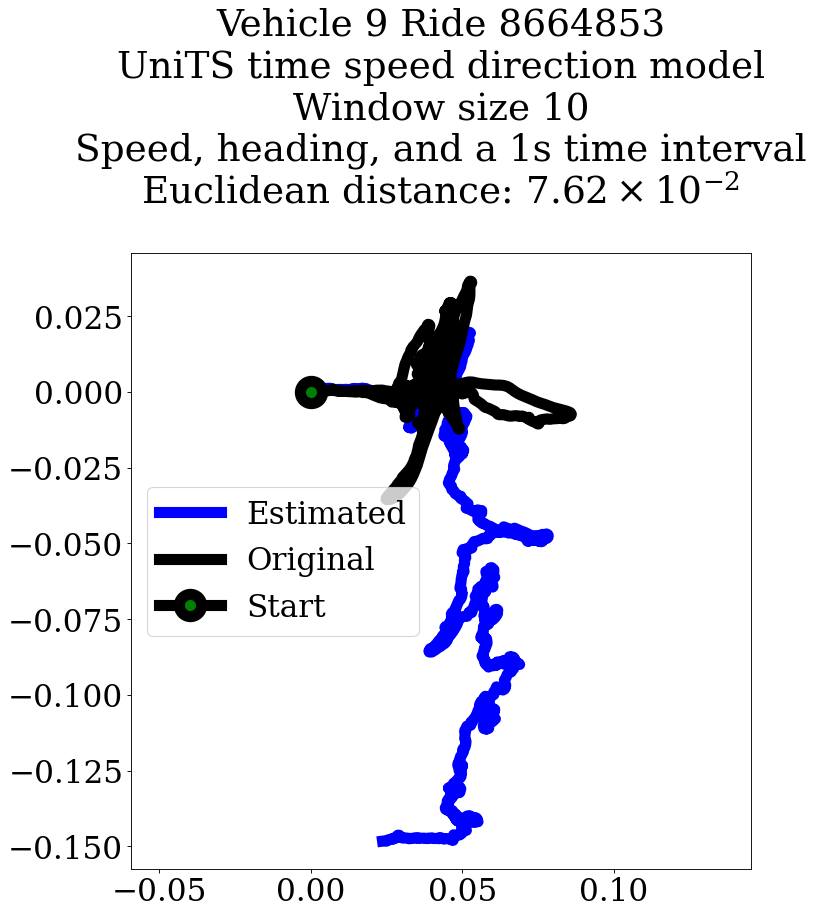 Vehicle 9 Ride 8664853
UniTS time speed direction model
Window size 10
Speed, heading, and a 1s time interval
Euclidean distance: 7.62 × 10⁻²
0.025
0.000
−0.025
−0.050
−0.075
−0.100
−0.125
−0.150
Estimated
Original
Start
−0.05
0.00
0.05
0.10